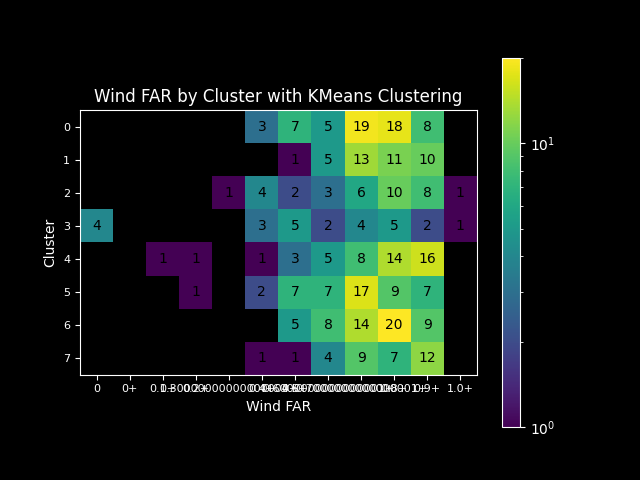 Wind FAR by Cluster with KMeans Clustering
0 3 7 5 19 18 8
1 1 5 13 11 10
2 1 4 2 3 6 10 8 1
3 4 3 5 2 4 5 2 1
4 1 1 1 3 5 8 14 16
5 1 2 7 7 17 9 7
6 5 8 14 20 9
7 1 1 4 9 7 12
0 0+ 0.9+ 1.0+
Wind FAR
Cluster
10¹
10⁰